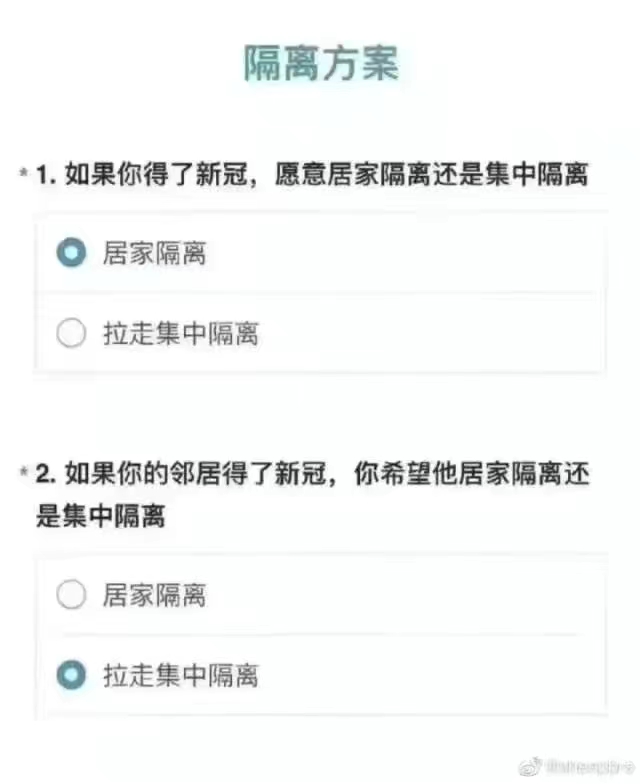 隔离方案
* 1. 如果你得了新冠，愿意居家隔离还是集中隔离
居家隔离
拉走集中隔离
* 2. 如果你的邻居得了新冠，你希望他居家隔离还
是集中隔离
居家隔离
拉走集中隔离